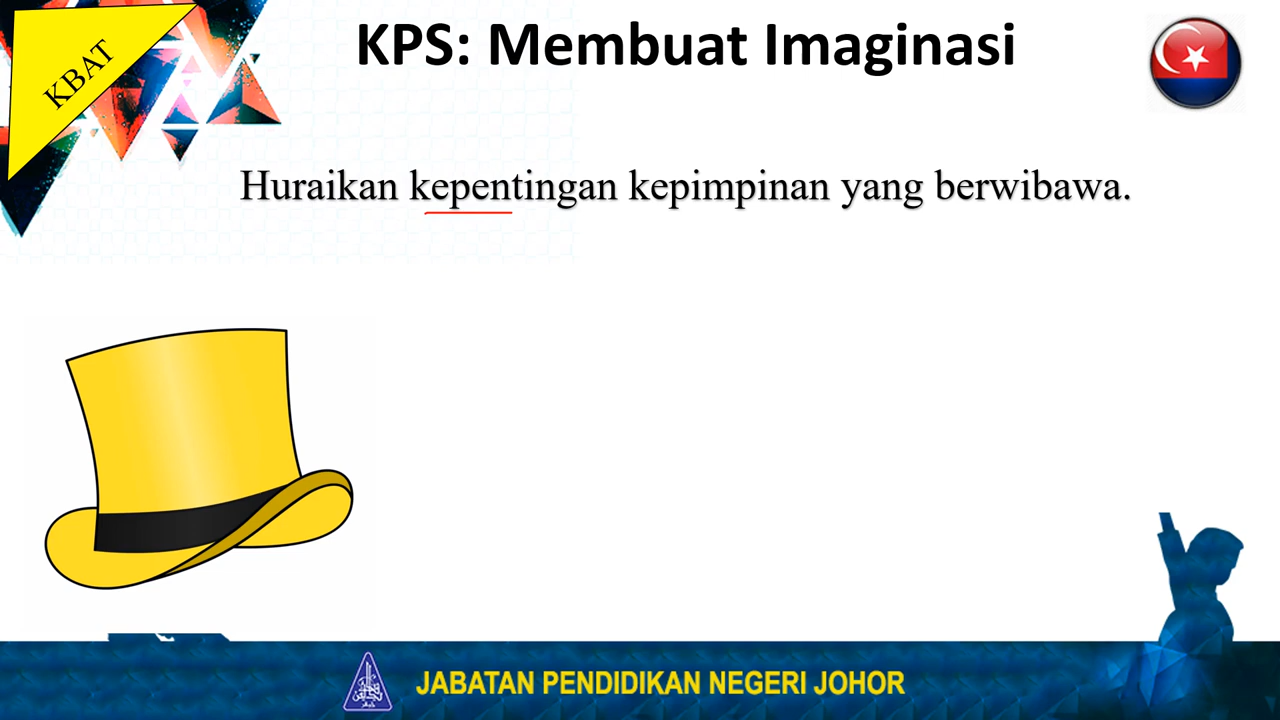 KBAT
KPS: Membuat Imaginasi
Huraikan kepentingan kepimpinan yang berwibawa.
JABATAN PENDIDIKAN NEGERI JOHOR